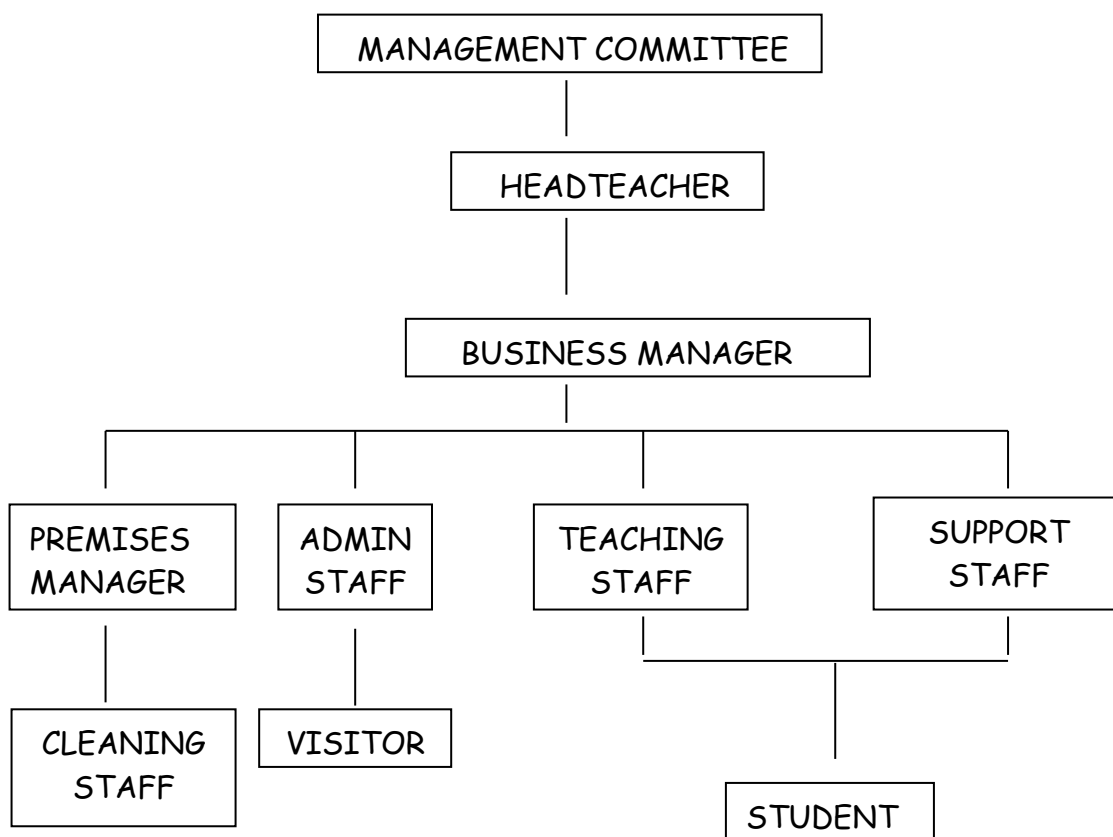 MANAGEMENT COMMITTEE
HEADTEACHER
BUSINESS MANAGER
PREMISES
MANAGER
ADMIN
STAFF
TEACHING
STAFF
SUPPORT
STAFF
CLEANING
STAFF
VISITOR
STUDENT